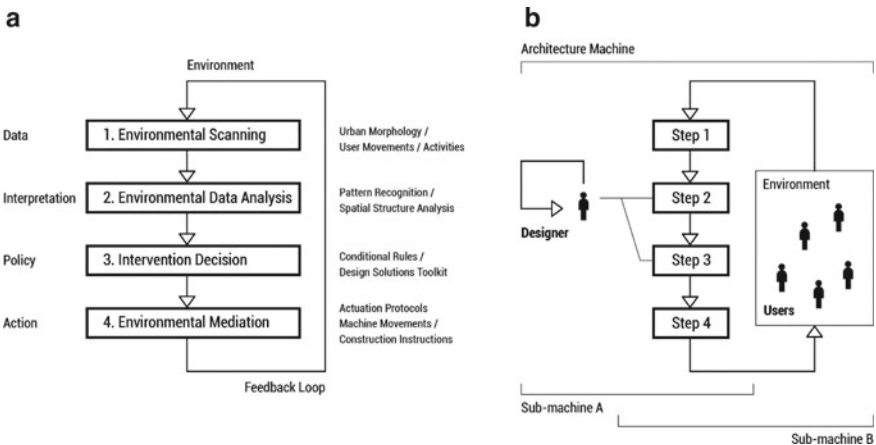 a
Environment
Data
1. Environmental Scanning
Urban Morphology /
User Movements / Activities
Interpretation
2. Environmental Data Analysis
Pattern Recognition /
Spatial Structure Analysis
Policy
3. Intervention Decision
Conditional Rules /
Design Solutions Toolkit
Action
4. Environmental Mediation
Actuation Protocols
Machine Movements /
Construction Instructions
Feedback Loop
b
Architecture Machine
Step 1
Step 2
Step 3
Step 4
Designer
Environment
Users
Sub-machine A
Sub-machine B